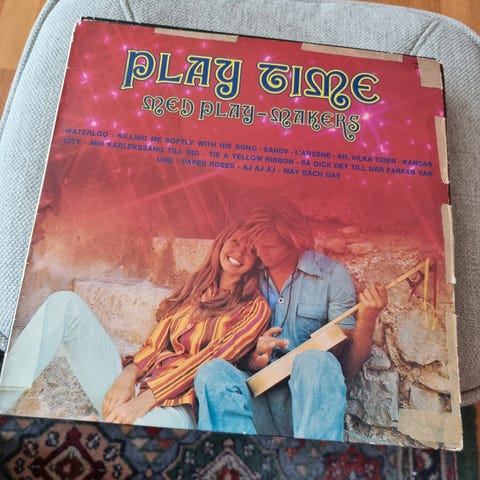 PLAY TIME
MED PLAY-MAKERS
WATERLOO - KILLING ME SOFTLY WITH HIS SONG - SANDY - L'ARSENE - AH, VILKA TIDER - KANSAS
CITY - MIN KÄRLEKSSÅNG TILL DIG - TIE A YELLOW RIBBON - SÅ GICK DET TILL NÄR FARFAR VAR
UNG - PAPER ROSES - AJ AJ AJ - MAY EACH DAY